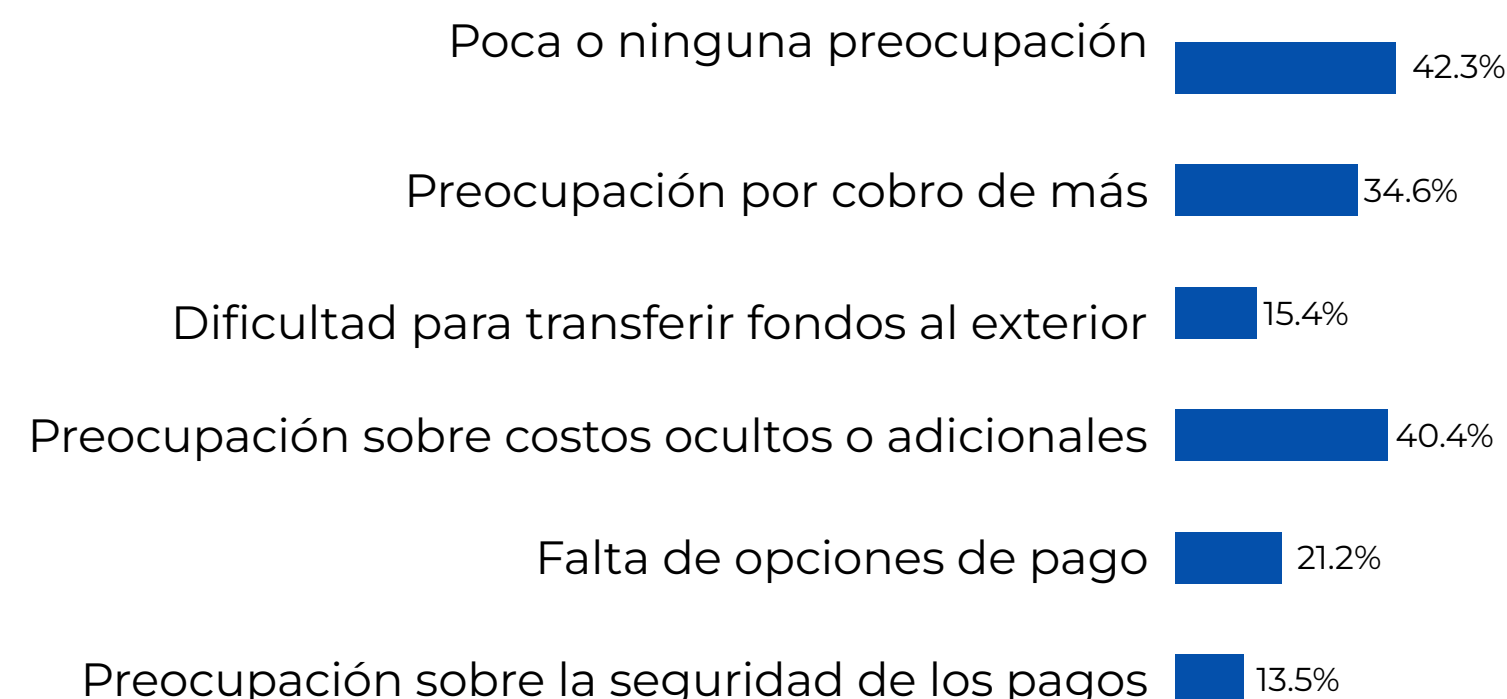 Poca o ninguna preocupación 42.3%
Preocupación por cobro de más 34.6%
Dificultad para transferir fondos al exterior 15.4%
Preocupación sobre costos ocultos o adicionales 40.4%
Falta de opciones de pago 21.2%
Preocupación sobre la seguridad de los pagos 13.5%